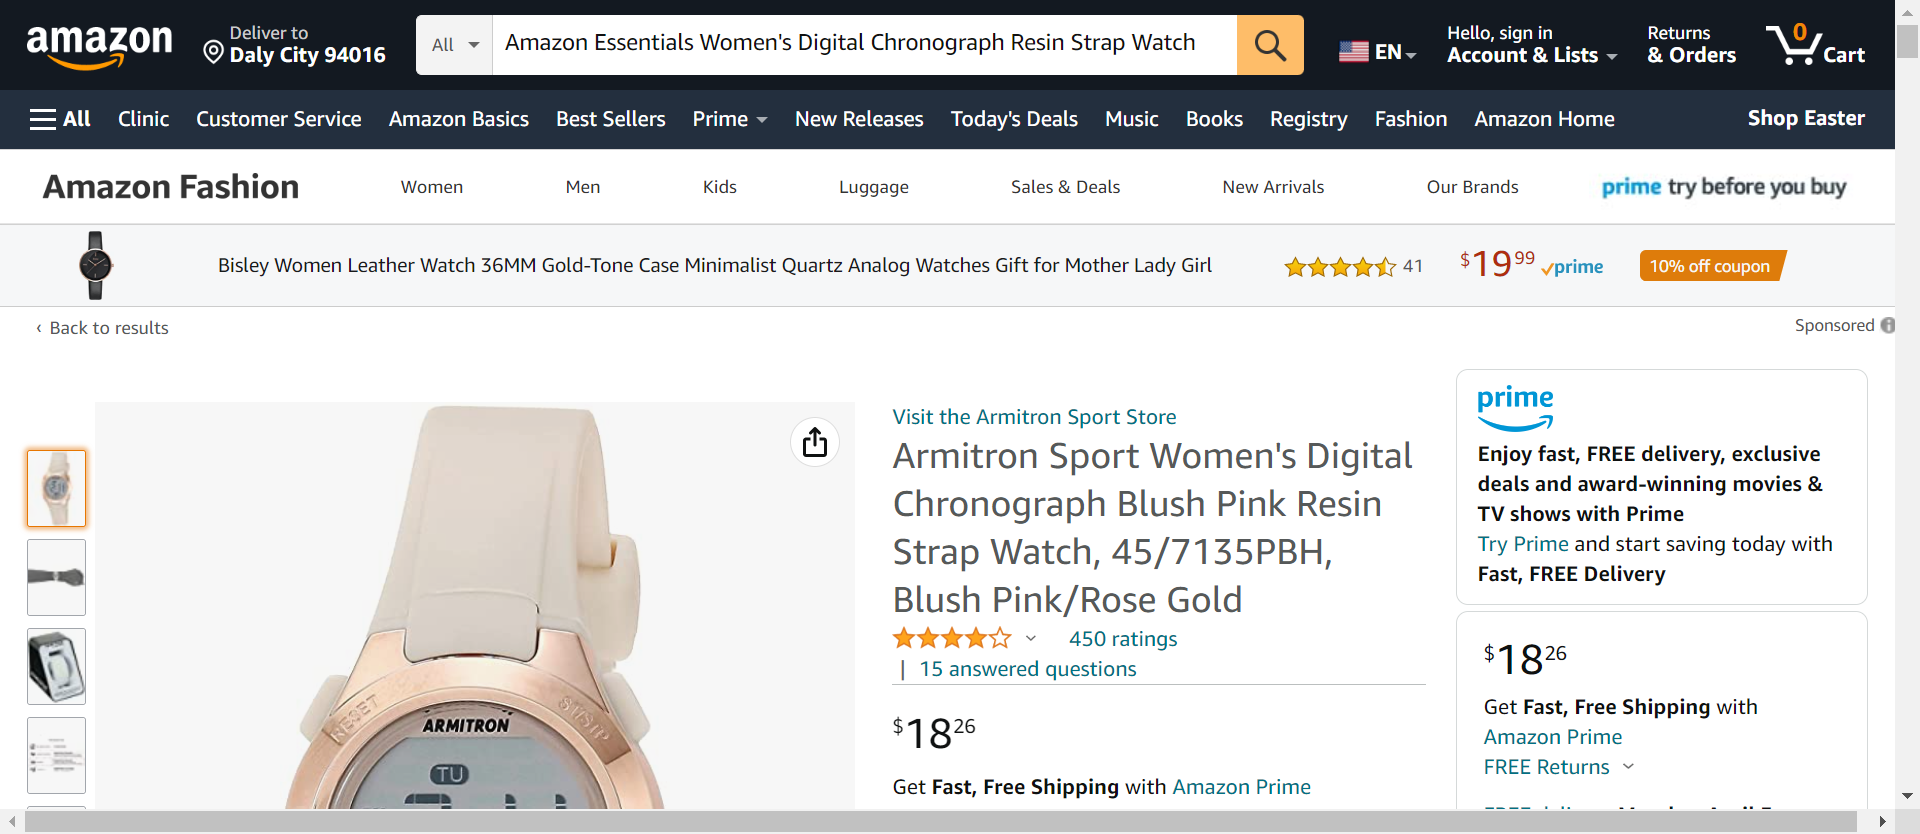 amazon
Deliver to
Daly City 94016
All
Amazon Essentials Women's Digital Chronograph Resin Strap Watch
EN
Hello, sign in
Account & Lists
Returns
& Orders
0
Cart
All
Clinic
Customer Service
Amazon Basics
Best Sellers
Prime
New Releases
Today's Deals
Music
Books
Registry
Fashion
Amazon Home
Shop Easter
Amazon Fashion
Women
Men
Kids
Luggage
Sales & Deals
New Arrivals
Our Brands
prime try before you buy
Bisley Women Leather Watch 36MM Gold-Tone Case Minimalist Quartz Analog Watches Gift for Mother Lady Girl
41
$19 99
prime
10% off coupon
‹ Back to results
Sponsored
RESET
ARMITRON
TU
Visit the Armitron Sport Store
Armitron Sport Women's Digital
Chronograph Blush Pink Resin
Strap Watch, 45/7135PBH,
Blush Pink/Rose Gold
450 ratings
| 15 answered questions
$18 26
Get Fast, Free Shipping with Amazon Prime
prime
Enjoy fast, FREE delivery, exclusive
deals and award-winning movies &
TV shows with Prime
Try Prime and start saving today with
Fast, FREE Delivery
$18 26
Get Fast, Free Shipping with
Amazon Prime
FREE Returns